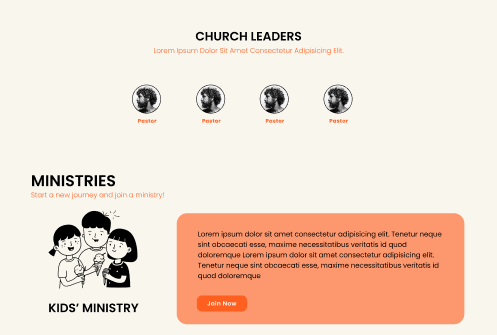 CHURCH LEADERS
Lorem Ipsum Dolor Sit Amet Consectetur Adipisicing Elit.
Pastor Pastor Pastor Pastor
MINISTRIES
Start a new journey and join a ministry!
KIDS' MINISTRY
Lorem ipsum dolor sit amet consectetur adipisicing elit. Tenetur neque
sint obcaecati esse, maxime necessitatibus veritatis id quod
doloremque Lorem ipsum dolor sit amet consectetur adipisicing elit.
Tenetur neque sint obcaecati esse, maxime necessitatibus veritatis id
quod doloremque
Join Now